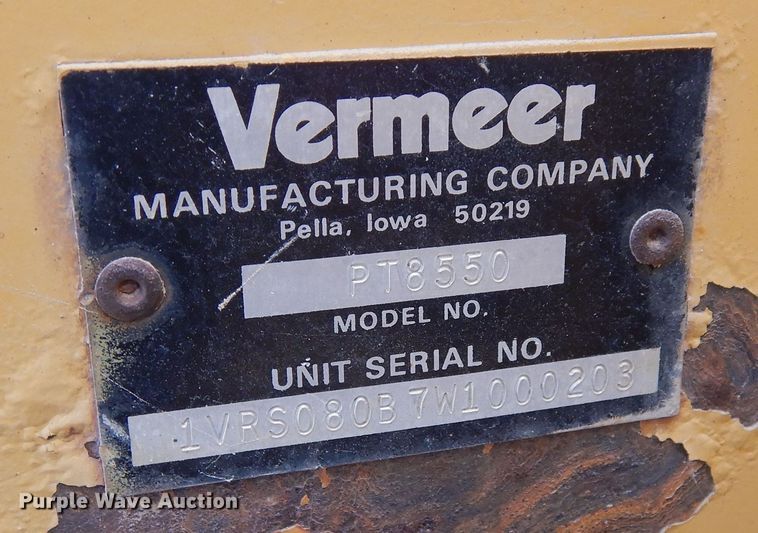 Vermeer
MANUFACTURING COMPANY
Pella, Iowa 50219
PT8550
MODEL NO.
UNIT SERIAL NO.
1VRS080B7W1000203
Purple Wave Auction